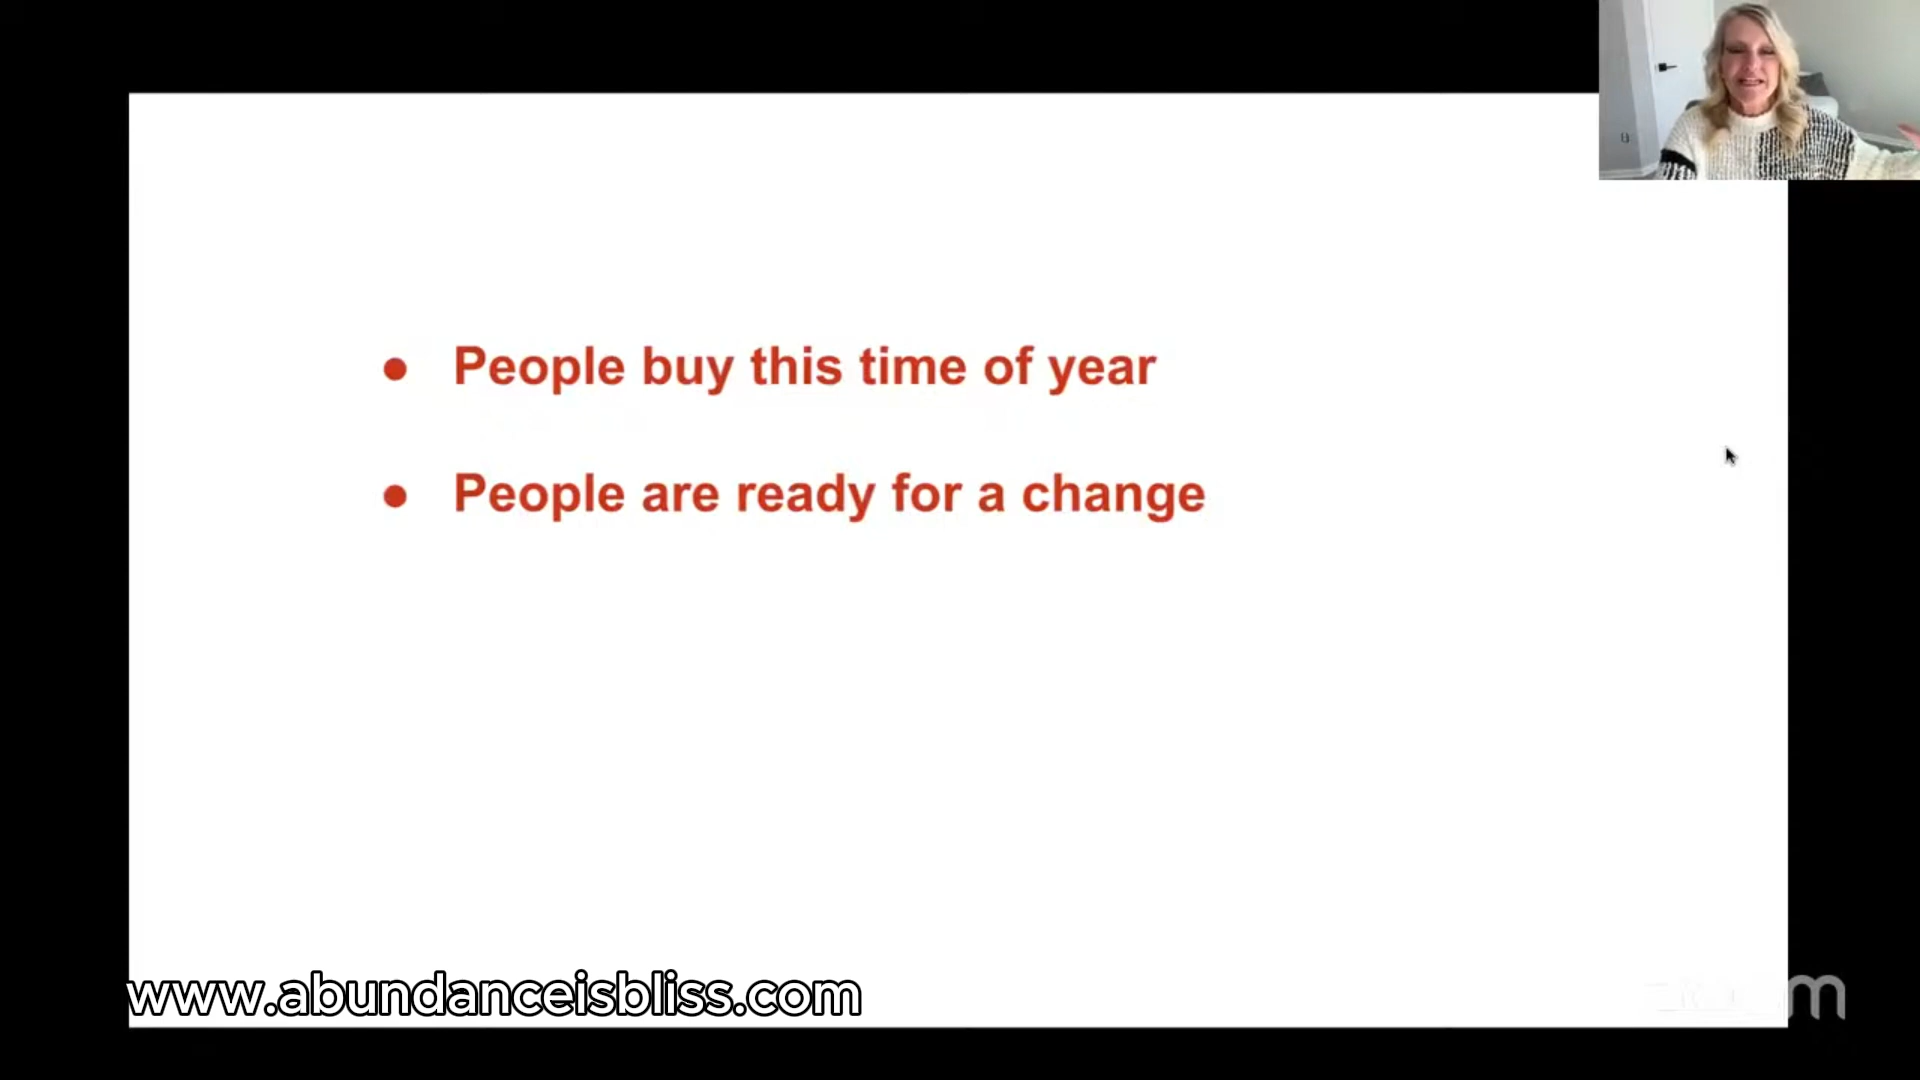 People buy this time of year
People are ready for a change
www.abundanceisbliss.com